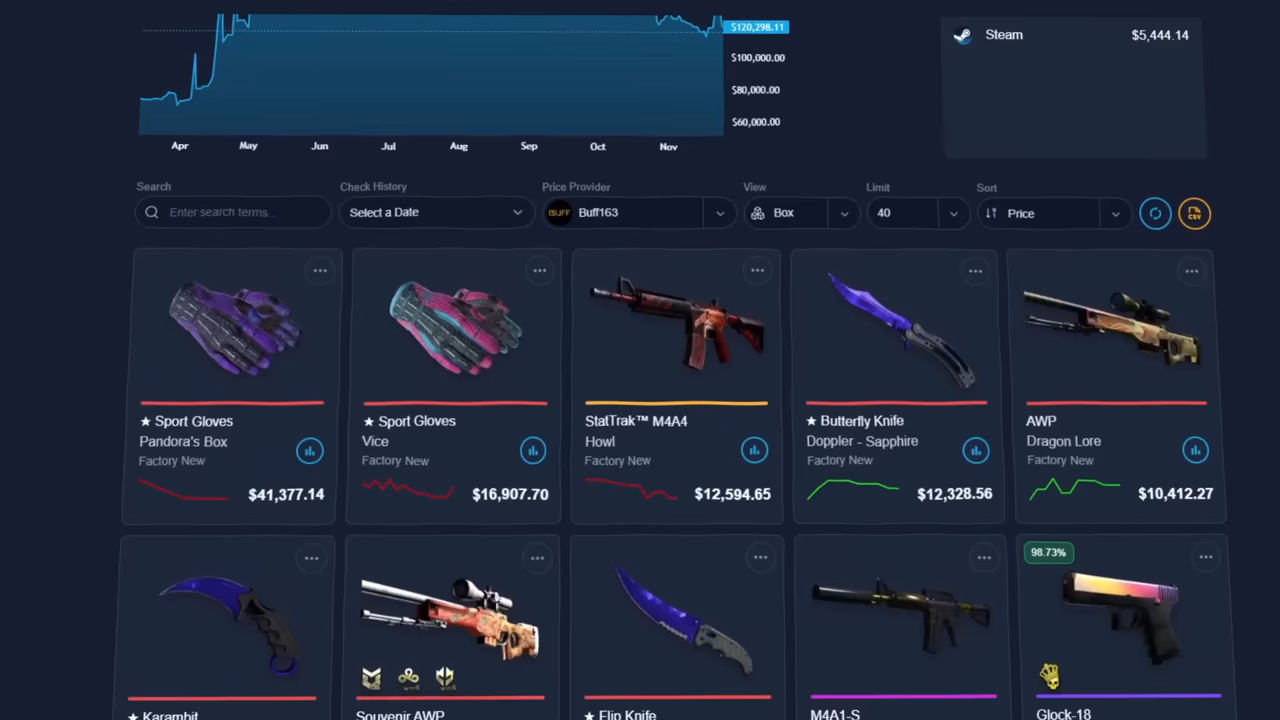 $120,298.11
$100,000.00
$80,000.00
$60,000.00
Apr May Jun Jul Aug Sep Oct Nov
Steam $5,444.14
Search Check History Price Provider View Limit Sort
Enter search terms... Select a Date BUFF Buff163 Box 40 Price CSV
★ Sport Gloves
Pandora's Box
Factory New
$41,377.14
★ Sport Gloves
Vice
Factory New
$16,907.70
StatTrak™ M4A4
Howl
Factory New
$12,594.65
★ Butterfly Knife
Doppler - Sapphire
Factory New
$12,328.56
AWP
Dragon Lore
Factory New
$10,412.27
★ Karambit
Souvenir AWP
★ Flip Knife
M4A1-S
98.73%
Glock-18